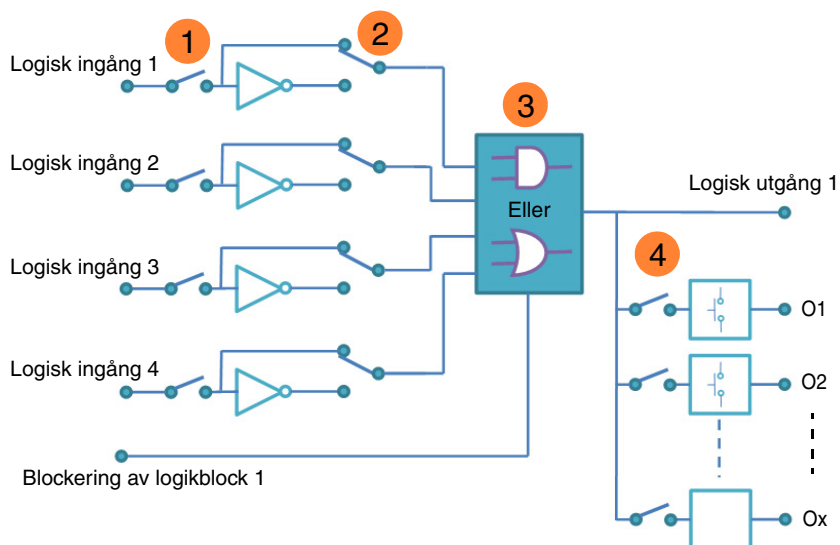 1
2
Logisk ingång 1
3
Logisk ingång 2
Logisk utgång 1
Eller
4
Logisk ingång 3
O1
Logisk ingång 4
O2
Blockering av logikblock 1
Ox